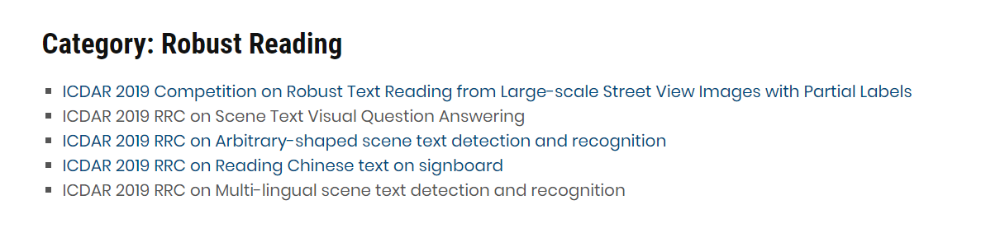 Category: Robust Reading
ICDAR 2019 Competition on Robust Text Reading from Large-scale Street View Images with Partial Labels
ICDAR 2019 RRC on Scene Text Visual Question Answering
ICDAR 2019 RRC on Arbitrary-shaped scene text detection and recognition
ICDAR 2019 RRC on Reading Chinese text on signboard
ICDAR 2019 RRC on Multi-lingual scene text detection and recognition